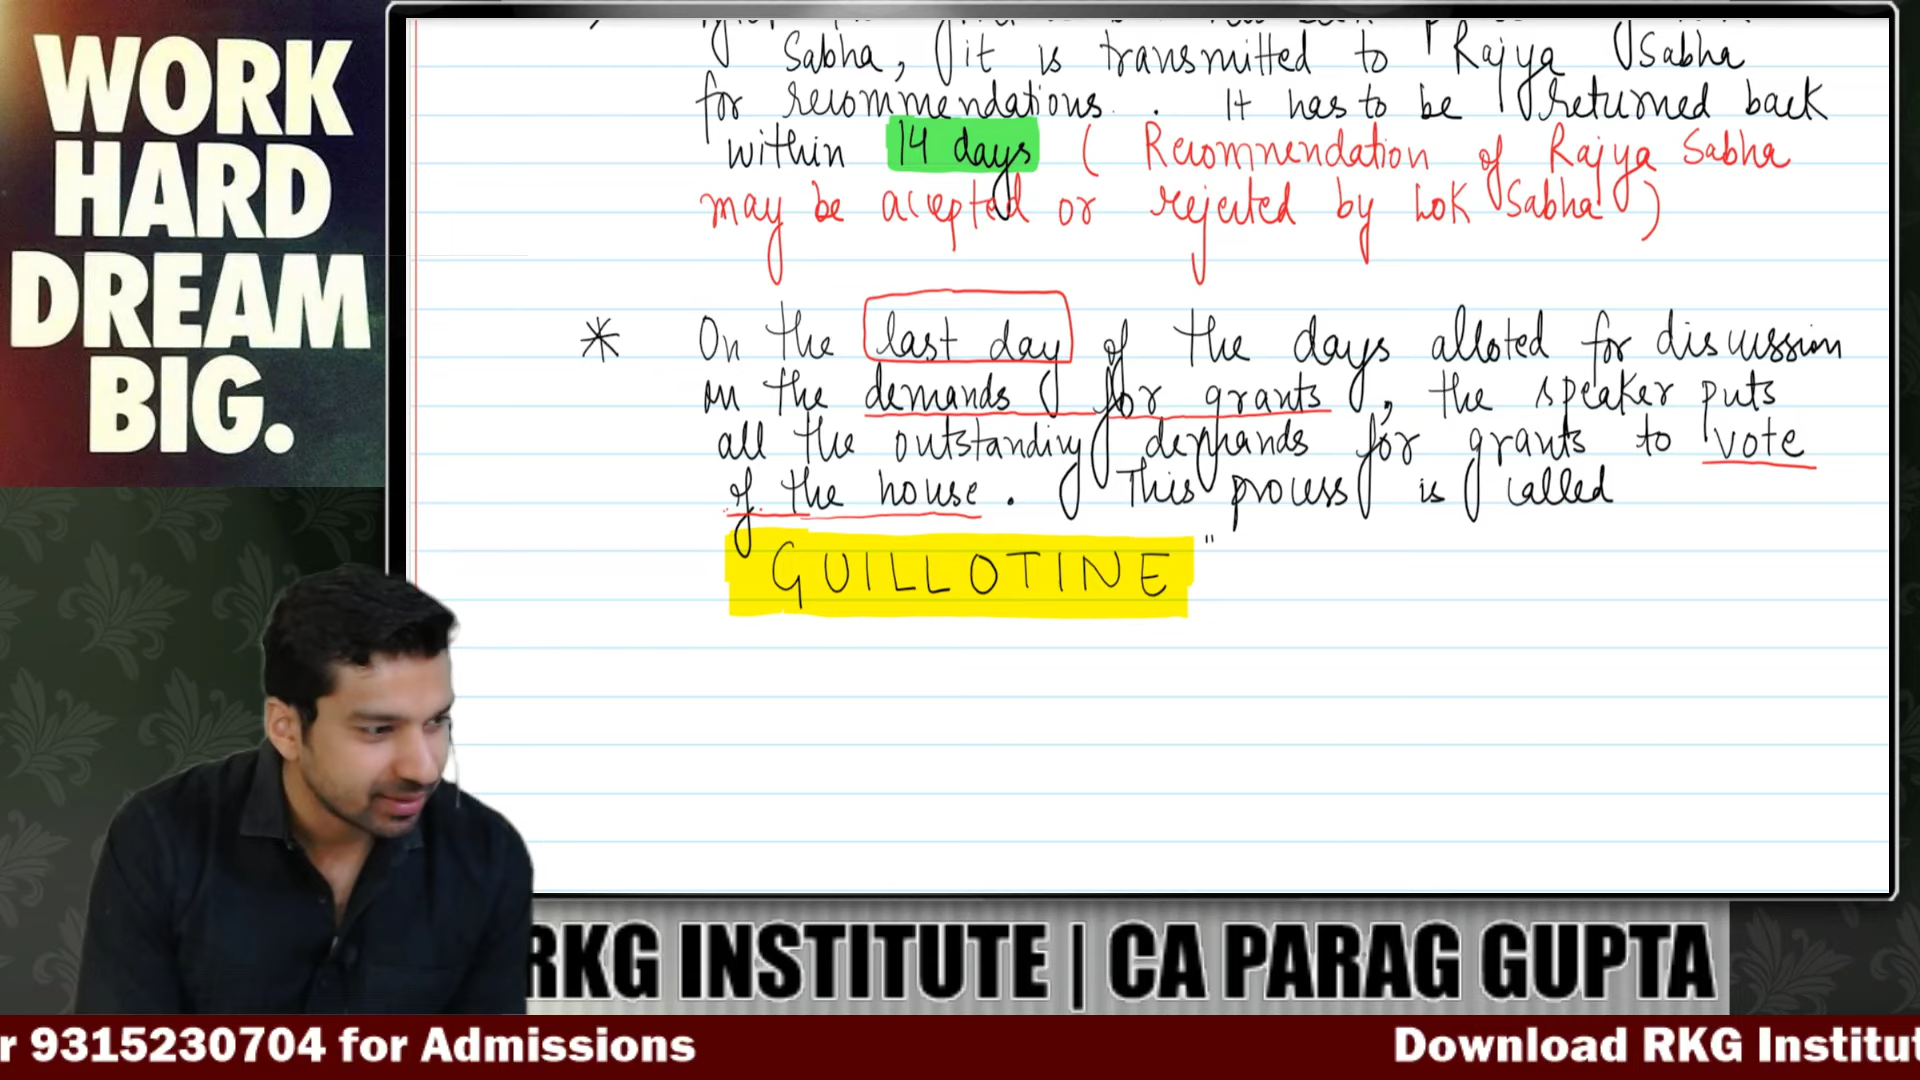 WORK
HARD
DREAM
BIG.
Sabha, it is transmitted to Rajya Sabha
for recommendations. It has to be returned back
within 14 days ( Recommendation of Rajya Sabha
may be accepted or rejected by Lok Sabha )
* On the last day of the days alloted for discussion
on the demands for grants, the speaker puts
all the outstanding demands for grants to vote
of the house. This process is called
GUILLOTINE "
RKG INSTITUTE | CA PARAG GUPTA
r 9315230704 for Admissions
Download RKG Institut